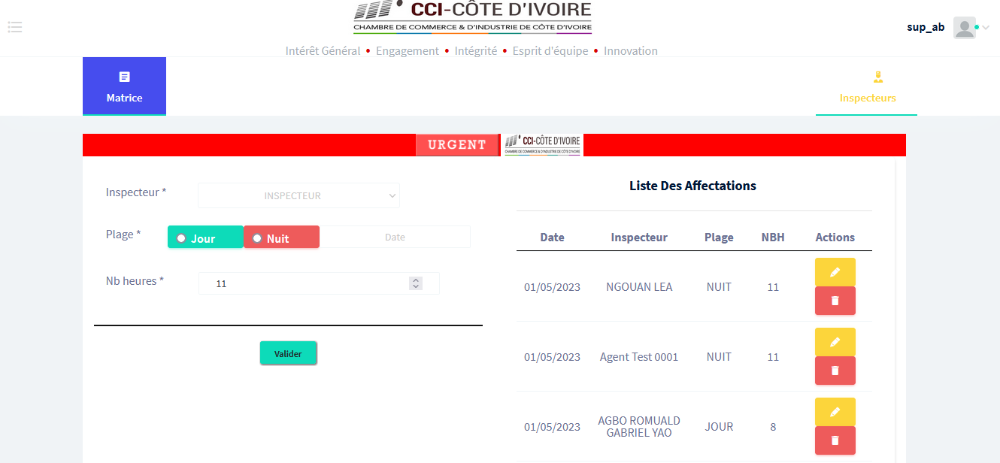 CCI-CÔTE D'IVOIRE
CHAMBRE DE COMMERCE & D'INDUSTRIE DE CÔTE D'IVOIRE
Intérêt Général • Engagement • Intégrité • Esprit d'équipe • Innovation
sup_ab
Matrice
Inspecteurs
URGENT
CCI-CÔTE D'IVOIRE
CHAMBRE DE COMMERCE & D'INDUSTRIE DE CÔTE D'IVOIRE
Inspecteur *
INSPECTEUR
Plage *
Jour
Nuit
Date
Nb heures *
11
Valider
Liste Des Affectations
Date Inspecteur Plage NBH Actions
01/05/2023 NGOUAN LEA NUIT 11
01/05/2023 Agent Test 0001 NUIT 11
01/05/2023 AGBO ROMUALD GABRIEL YAO JOUR 8